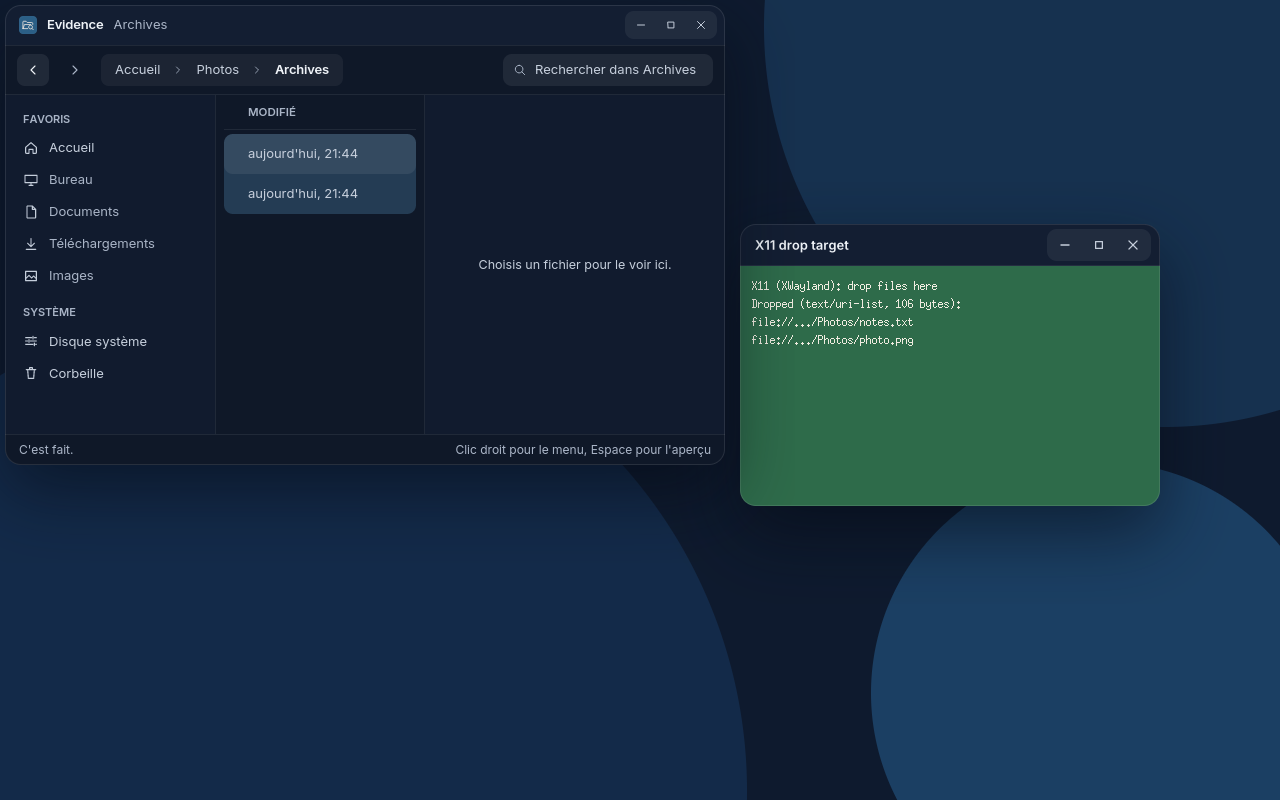 Evidence Archives
Accueil Photos Archives
Rechercher dans Archives
FAVORIS
Accueil
Bureau
Documents
Téléchargements
Images
SYSTÈME
Disque système
Corbeille
MODIFIÉ
aujourd'hui, 21:44
aujourd'hui, 21:44
Choisis un fichier pour le voir ici.
C'est fait.
Clic droit pour le menu, Espace pour l'aperçu
X11 drop target
X11 (XWayland): drop files here
Dropped (text/uri-list, 106 bytes):
file://.../Photos/notes.txt
file://.../Photos/photo.png